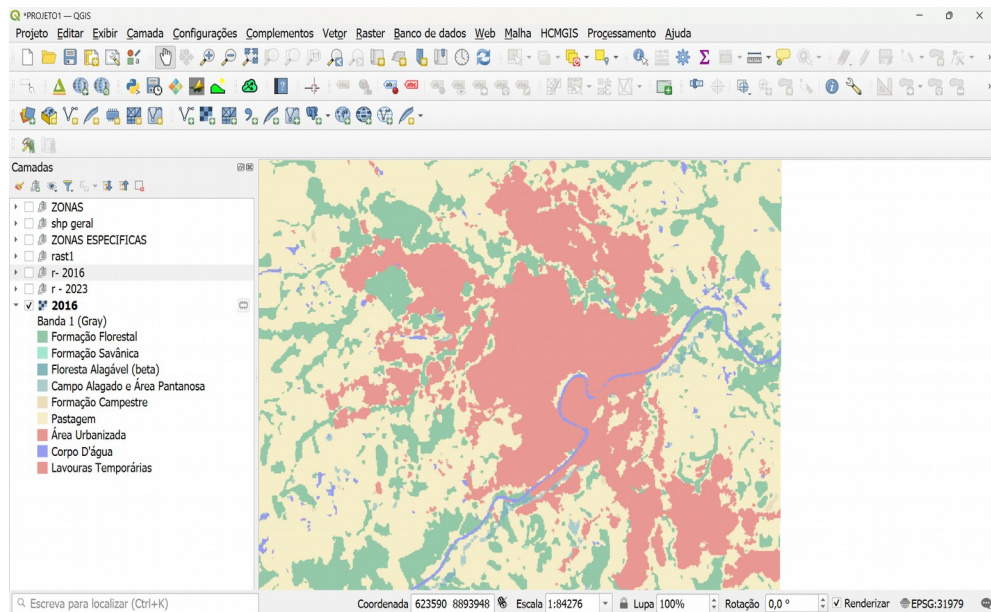 *PROJETO1 — QGIS
Projeto Editar Exibir Camada Configurações Complementos Vetor Raster Banco de dados Web Malha HCMGIS Processamento Ajuda
Camadas
ZONAS
shp geral
ZONAS ESPECIFICAS
rast1
r- 2016
r - 2023
2016
Banda 1 (Gray)
Formação Florestal
Formação Savânica
Floresta Alagável (beta)
Campo Alagado e Área Pantanosa
Formação Campestre
Pastagem
Área Urbanizada
Corpo D'água
Lavouras Temporárias
Escreva para localizar (Ctrl+K)
Coordenada 623590 8893948 Escala 1:84276 Lupa 100% Rotação 0,0 ° Renderizar EPSG:31979